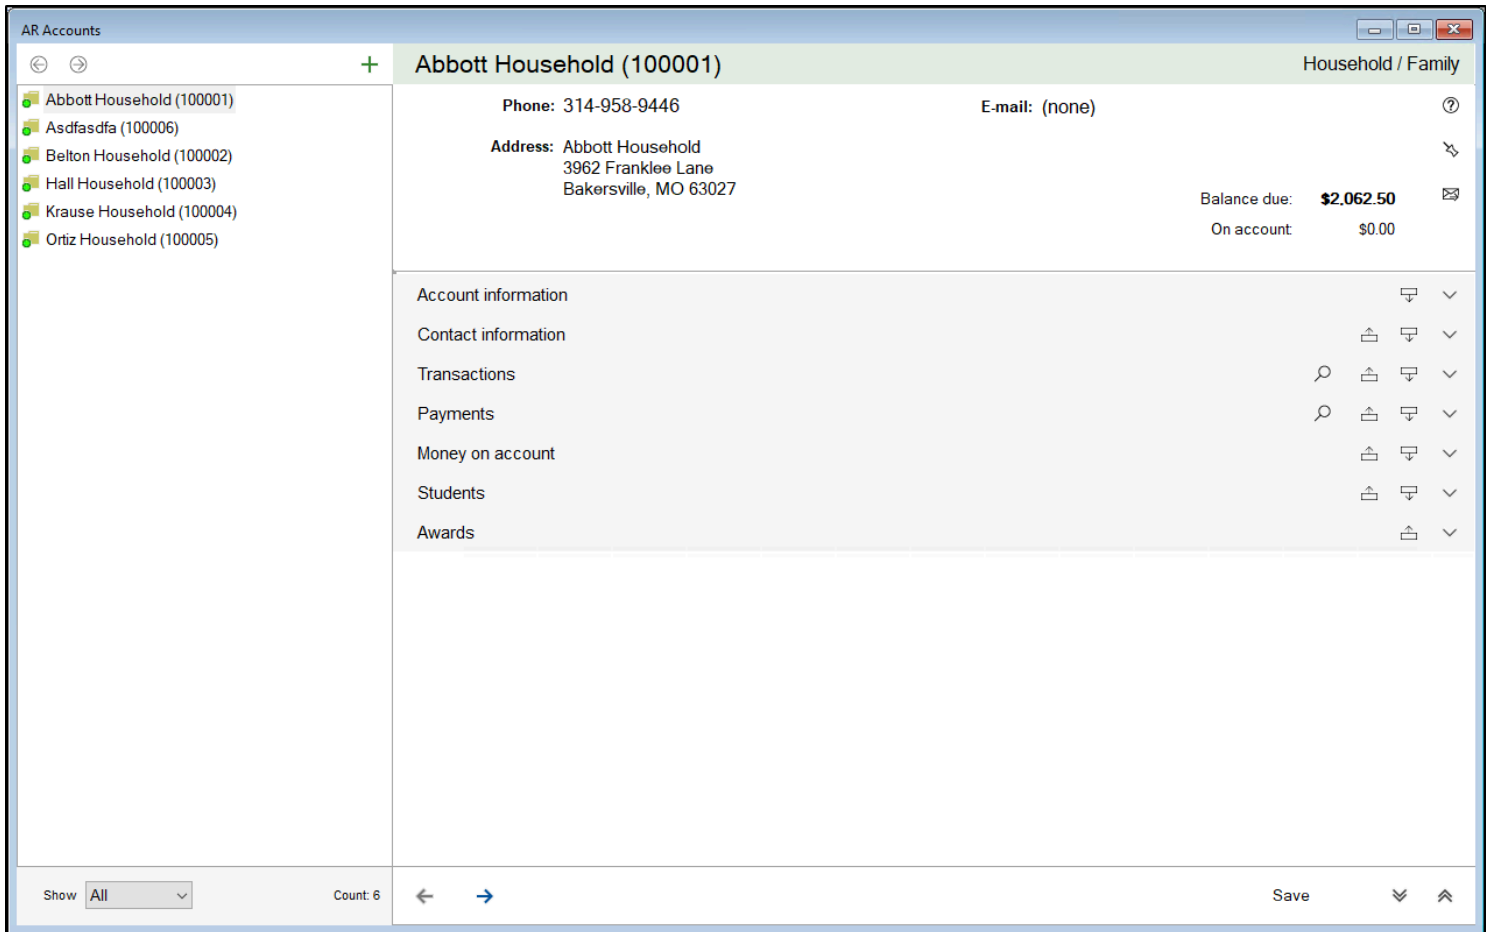 AR Accounts
Abbott Household (100001)
Asdfasdfa (100006)
Belton Household (100002)
Hall Household (100003)
Krause Household (100004)
Ortiz Household (100005)
Show All Count: 6
Abbott Household (100001) Household / Family
Phone: 314-958-9446 E-mail: (none)
Address: Abbott Household
3962 Franklee Lane
Bakersville, MO 63027
Balance due: $2,062.50
On account: $0.00
Account information
Contact information
Transactions
Payments
Money on account
Students
Awards
Save